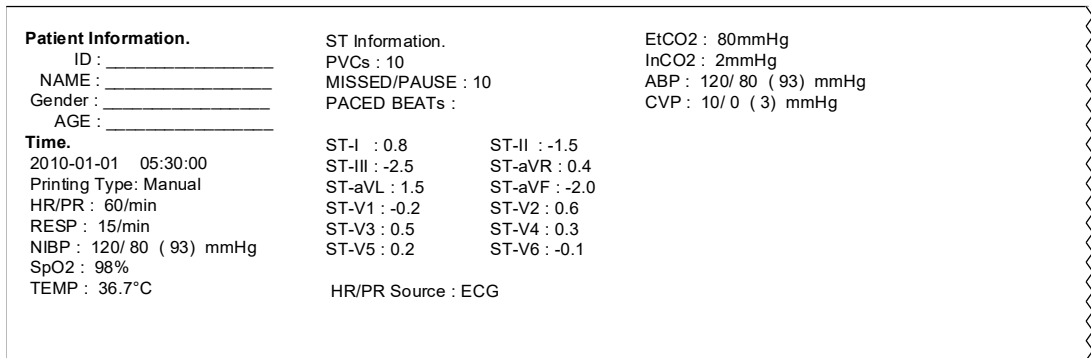 Patient Information.
ID : _________________
NAME : _________________
Gender : _________________
AGE : _________________
Time.
2010-01-01 05:30:00
Printing Type: Manual
HR/PR : 60/min
RESP : 15/min
NIBP : 120/ 80 ( 93) mmHg
SpO2 : 98%
TEMP : 36.7°C
ST Information.
PVCs : 10
MISSED/PAUSE : 10
PACED BEATs :
ST-I : 0.8 ST-II : -1.5
ST-III : -2.5 ST-aVR : 0.4
ST-aVL : 1.5 ST-aVF : -2.0
ST-V1 : -0.2 ST-V2 : 0.6
ST-V3 : 0.5 ST-V4 : 0.3
ST-V5 : 0.2 ST-V6 : -0.1
HR/PR Source : ECG
EtCO2 : 80mmHg
InCO2 : 2mmHg
ABP : 120/ 80 ( 93) mmHg
CVP : 10/ 0 ( 3) mmHg